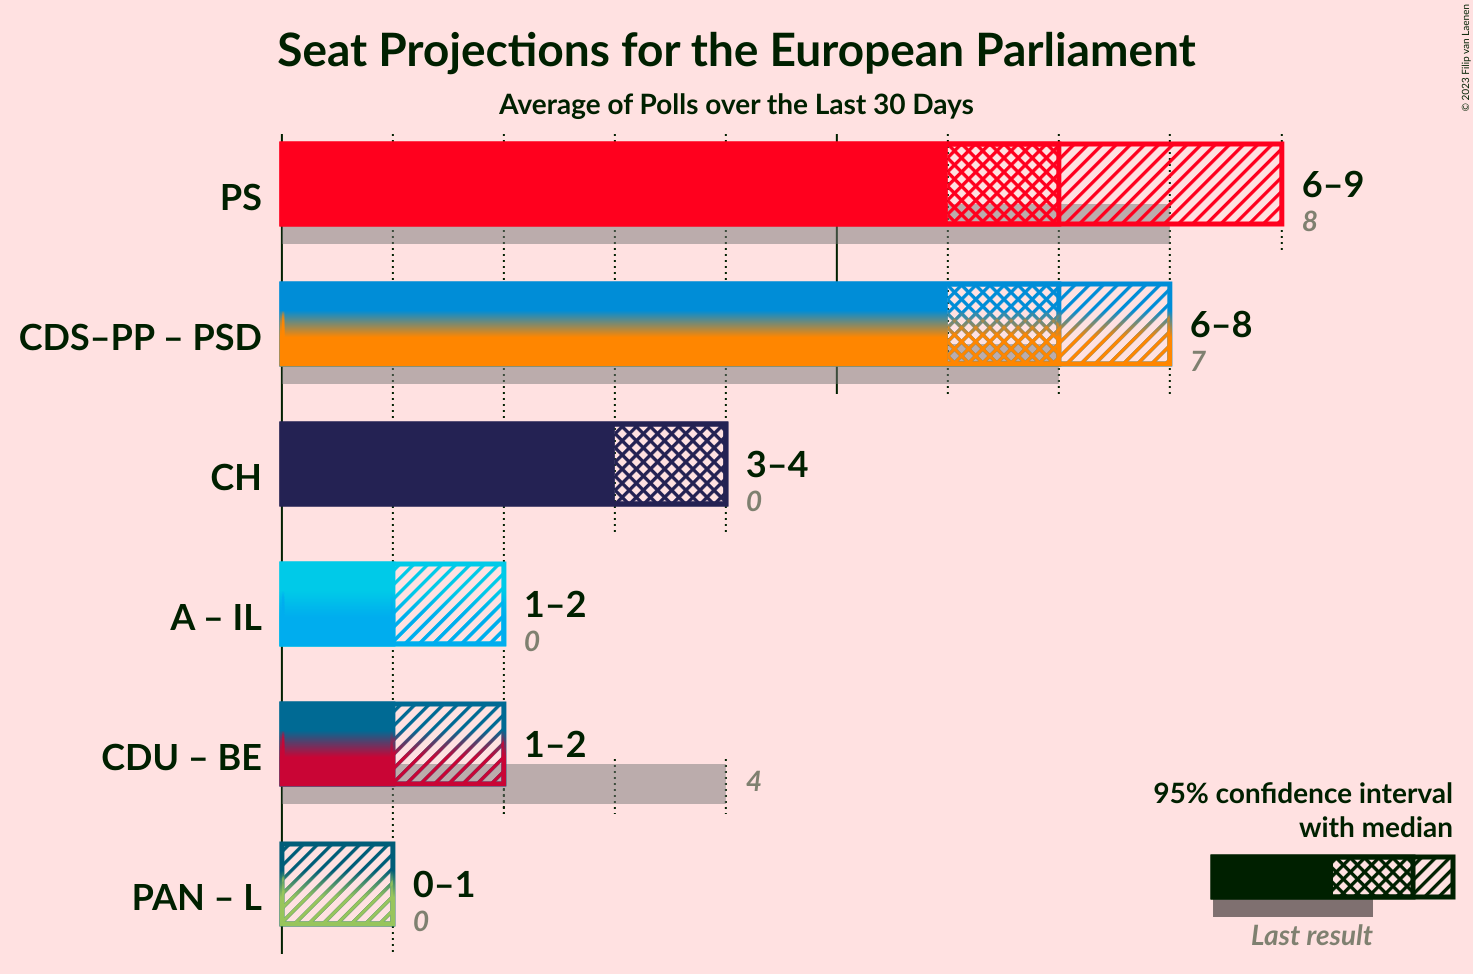 Seat Projections for the European Parliament
Average of Polls over the Last 30 Days
© 2023 Filip van Laenen
PS
6–9
8
CDS–PP – PSD
6–8
7
CH
3–4
0
A – IL
1–2
0
CDU – BE
1–2
4
PAN – L
0–1
0
95% confidence interval
with median
Last result